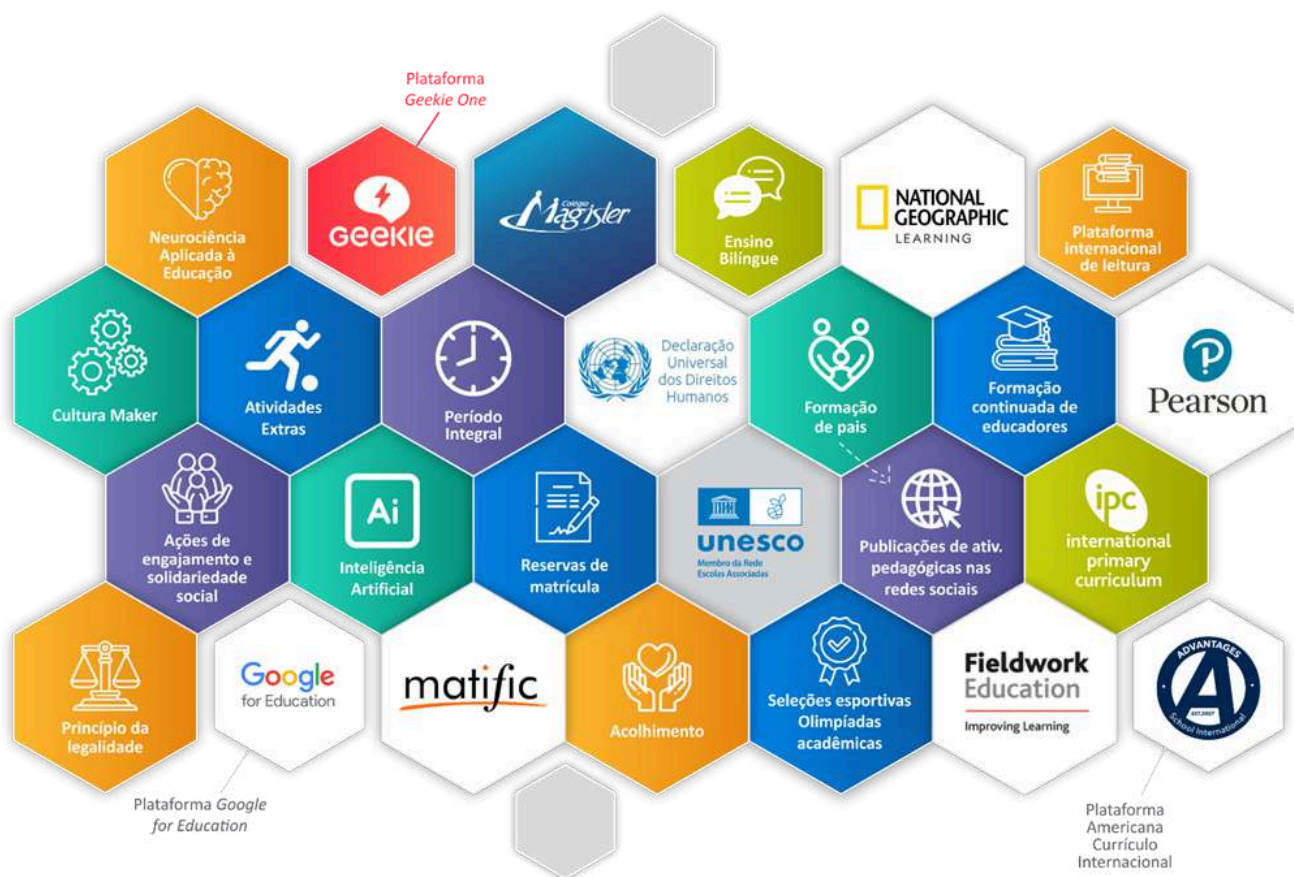 Plataforma
Geekie One
Neurociência
Aplicada à
Educação
GEEKIE
Colégio
Magister
Ensino
Bilíngue
NATIONAL
GEOGRAPHIC
LEARNING
Plataforma
internacional
de leitura
Cultura Maker
Atividades
Extras
Período
Integral
Declaração
Universal
dos Direitos
Humanos
Formação
de pais
Formação
continuada de
educadores
Pearson
Ações de
engajamento e
solidariedade
social
Ai
Inteligência
Artificial
Reservas de
matrícula
unesco
Membro da Rede
Escolas Associadas
Publicações de ativ.
pedagógicas nas
redes sociais
ipc
international
primary
curriculum
Princípio da
legalidade
Google
for Education
matific
Acolhimento
Seleções esportivas
Olimpíadas
acadêmicas
Fieldwork
Education
Improving Learning
ADVANTAGES
A
EST.2007
School International
Plataforma Google
for Education
Plataforma
Americana
Currículo
Internacional